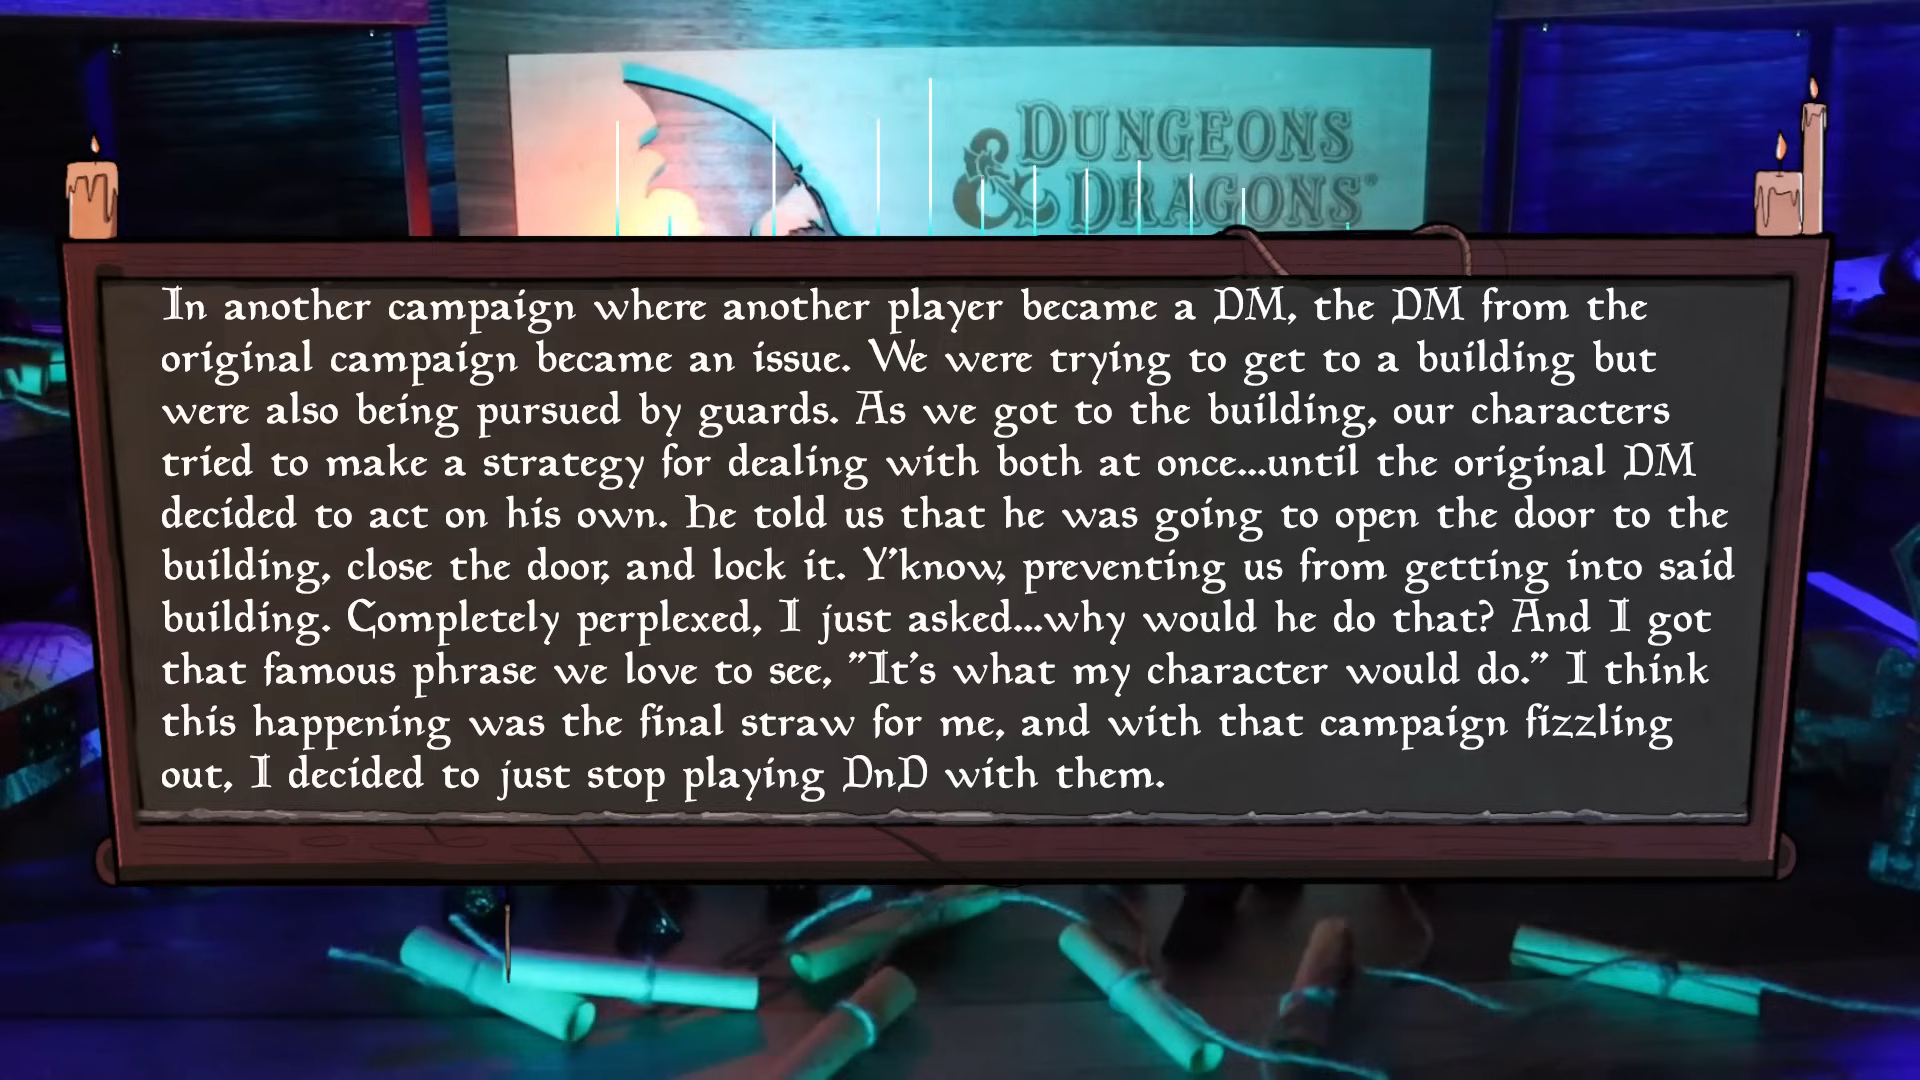 DUNGEONS
& DRAGONS®
In another campaign where another player became a DM, the DM from the
original campaign became an issue. We were trying to get to a building but
were also being pursued by guards. As we got to the building, our characters
tried to make a strategy for dealing with both at once...until the original DM
decided to act on his own. He told us that he was going to open the door to the
building, close the door, and lock it. Y'know, preventing us from getting into said
building. Completely perplexed, I just asked...why would he do that? And I got
that famous phrase we love to see, "It's what my character would do." I think
this happening was the final straw for me, and with that campaign fizzling
out, I decided to just stop playing DnD with them.